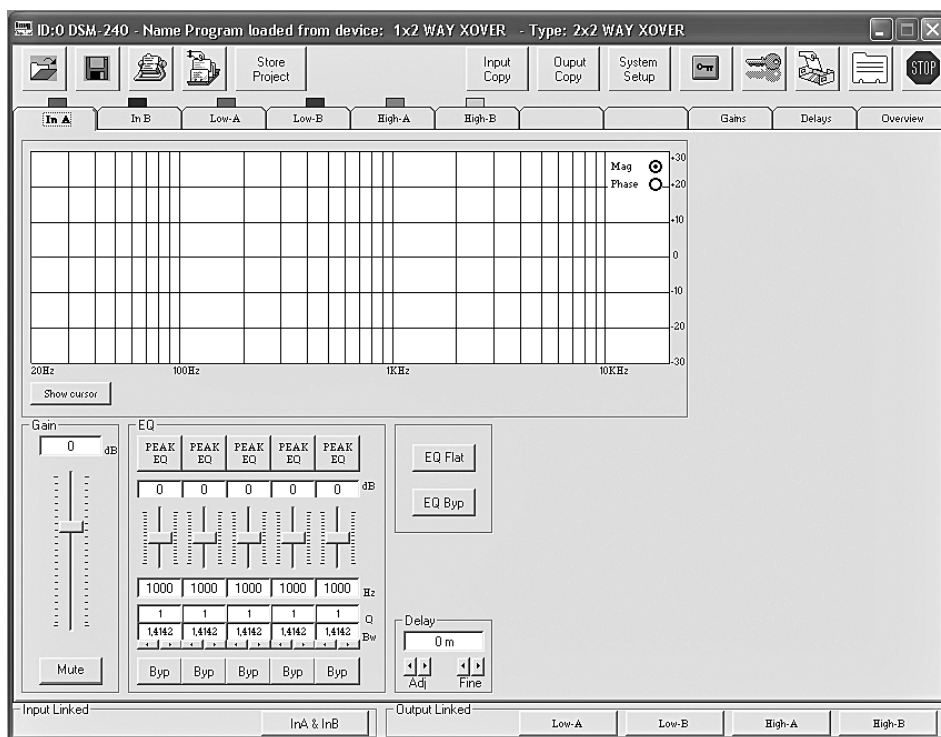 ID:0 DSM-240 - Name Program loaded from device: 1x2 WAY XOVER - Type: 2x2 WAY XOVER
Store Project
Input Copy
Ouput Copy
System Setup
STOP
In A
In B
Low-A
Low-B
High-A
High-B
Gains
Delays
Overview
Mag
Phase
+30
+20
+10
0
-10
-20
-30
20Hz
100Hz
1KHz
10KHz
Show cursor
Gain
0 dB
Mute
EQ
PEAK EQ PEAK EQ PEAK EQ PEAK EQ PEAK EQ
0 0 0 0 0 dB
1000 1000 1000 1000 1000 Hz
1 1 1 1 1 Q
1,4142 1,4142 1,4142 1,4142 1,4142 Bw
Byp Byp Byp Byp Byp
EQ Flat
EQ Byp
Delay
0 m
Adj Fine
Input Linked
InA & InB
Output Linked
Low-A
Low-B
High-A
High-B